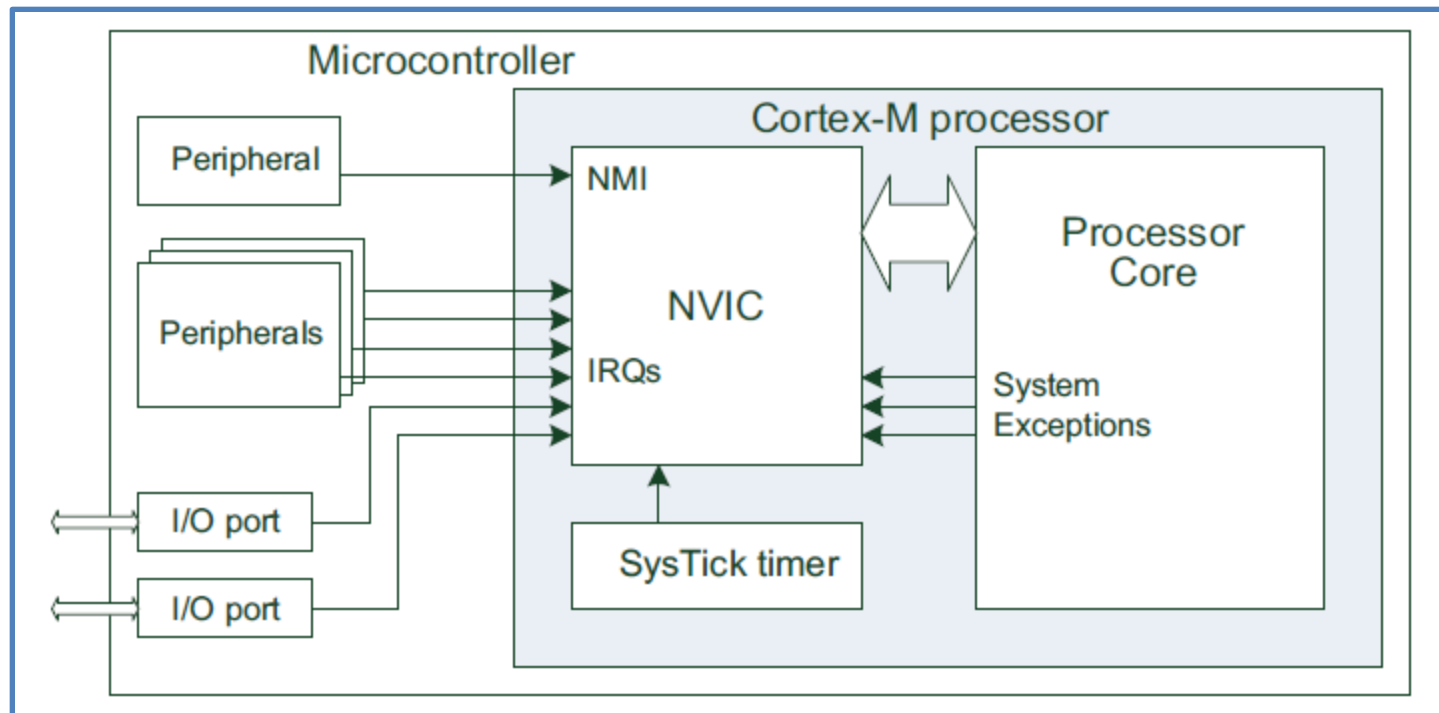 Microcontroller
Cortex-M processor
Peripheral
NMI
Processor
Core
NVIC
Peripherals
IRQs
System
Exceptions
I/O port
SysTick timer
I/O port